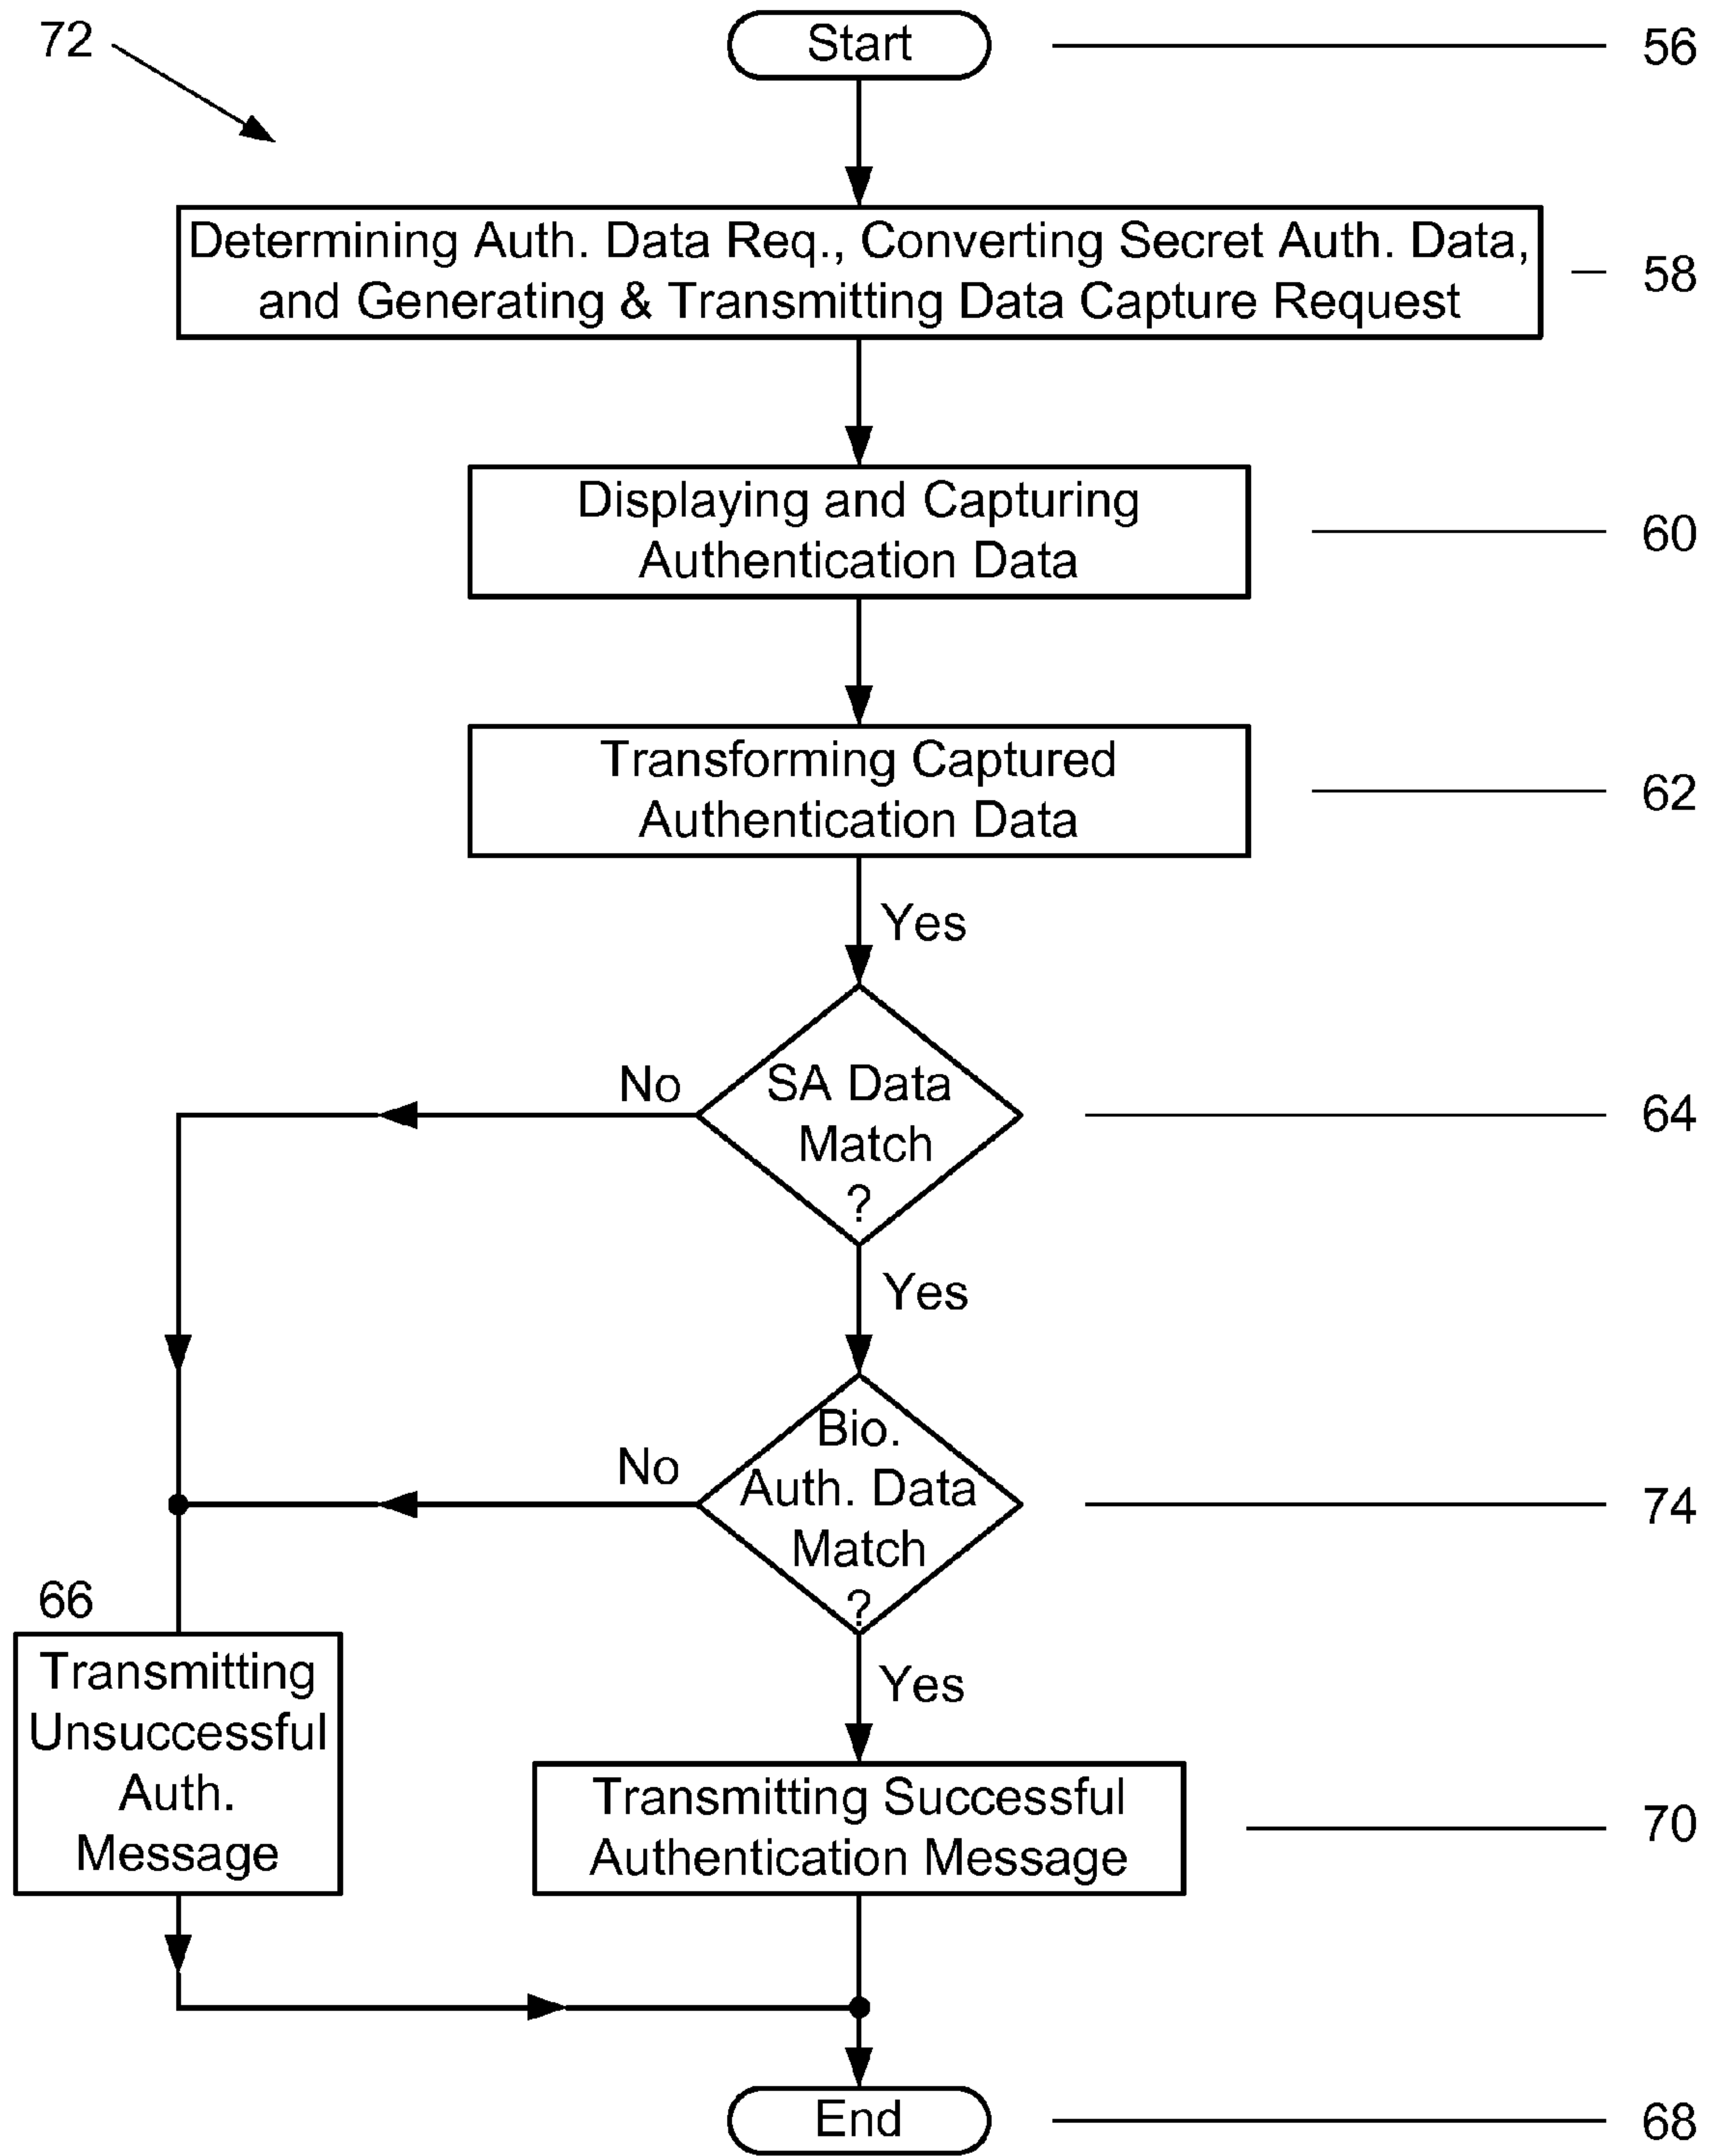 72
Start
56
Determining Auth. Data Req., Converting Secret Auth. Data,
and Generating & Transmitting Data Capture Request
58
Displaying and Capturing
Authentication Data
60
Transforming Captured
Authentication Data
62
Yes
No
SA Data
Match
?
64
Yes
No
Bio.
Auth. Data
Match
?
74
66
Transmitting
Unsuccessful
Auth.
Message
Yes
Transmitting Successful
Authentication Message
70
End
68